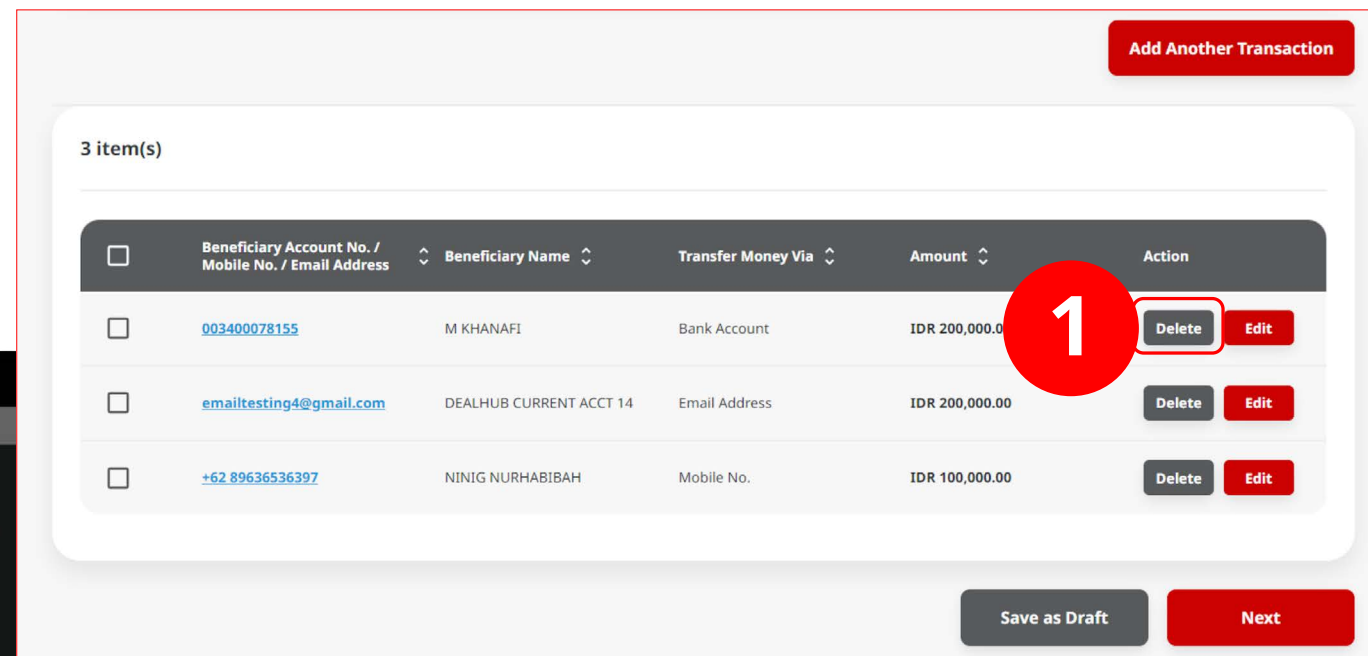 Add Another Transaction
3 item(s)
Beneficiary Account No. /
Mobile No. / Email Address
Beneficiary Name
Transfer Money Via
Amount
Action
003400078155 M KHANAFI Bank Account IDR 200,000.0 1 Delete Edit
emailtesting4@gmail.com DEALHUB CURRENT ACCT 14 Email Address IDR 200,000.00 Delete Edit
+62 89636536397 NINIG NURHABIBAH Mobile No. IDR 100,000.00 Delete Edit
Save as Draft Next